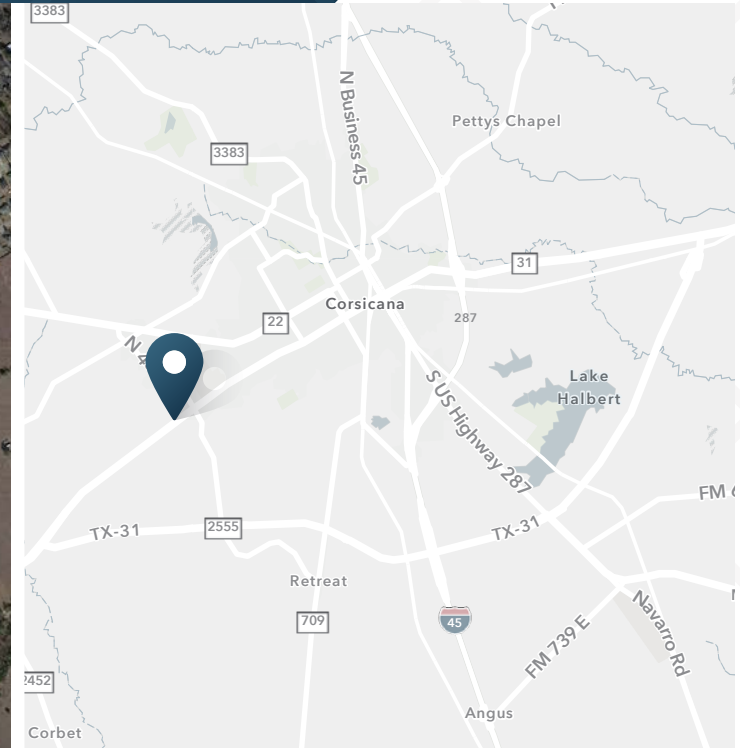 3383
N Business 45
Pettys Chapel
3383
31
Corsicana
287
22
N 4
Lake
Halbert
S US Highway 287
FM 6
TX-31
2555
TX-31
Retreat
709
45
Navarro Rd
FM 739 E
2452
Angus
Corbet